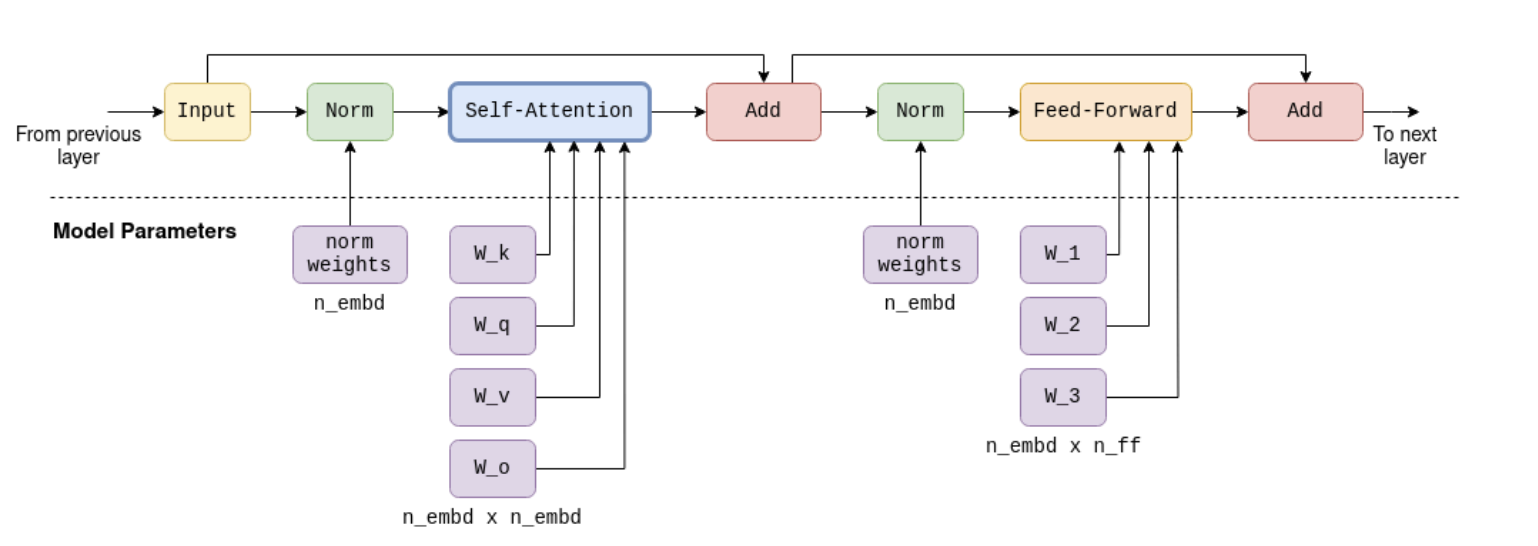 Input
Norm
Self-Attention
Add
Norm
Feed-Forward
Add
From previous
layer
To next
layer
Model Parameters
norm
weights
n_embd
W_k
W_q
W_v
W_o
n_embd x n_embd
norm
weights
n_embd
W_1
W_2
W_3
n_embd x n_ff